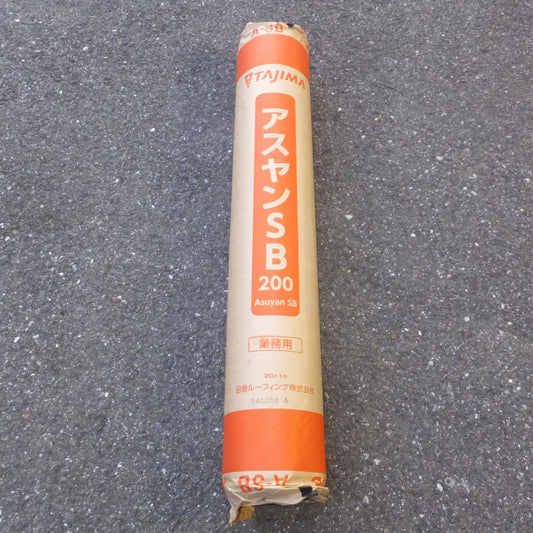 A-SB
TAJIMA
アスヤンSB
200
Asuyan SB
業務用
20×1m
田島ルーフィング株式会社
240202 A
A-SB